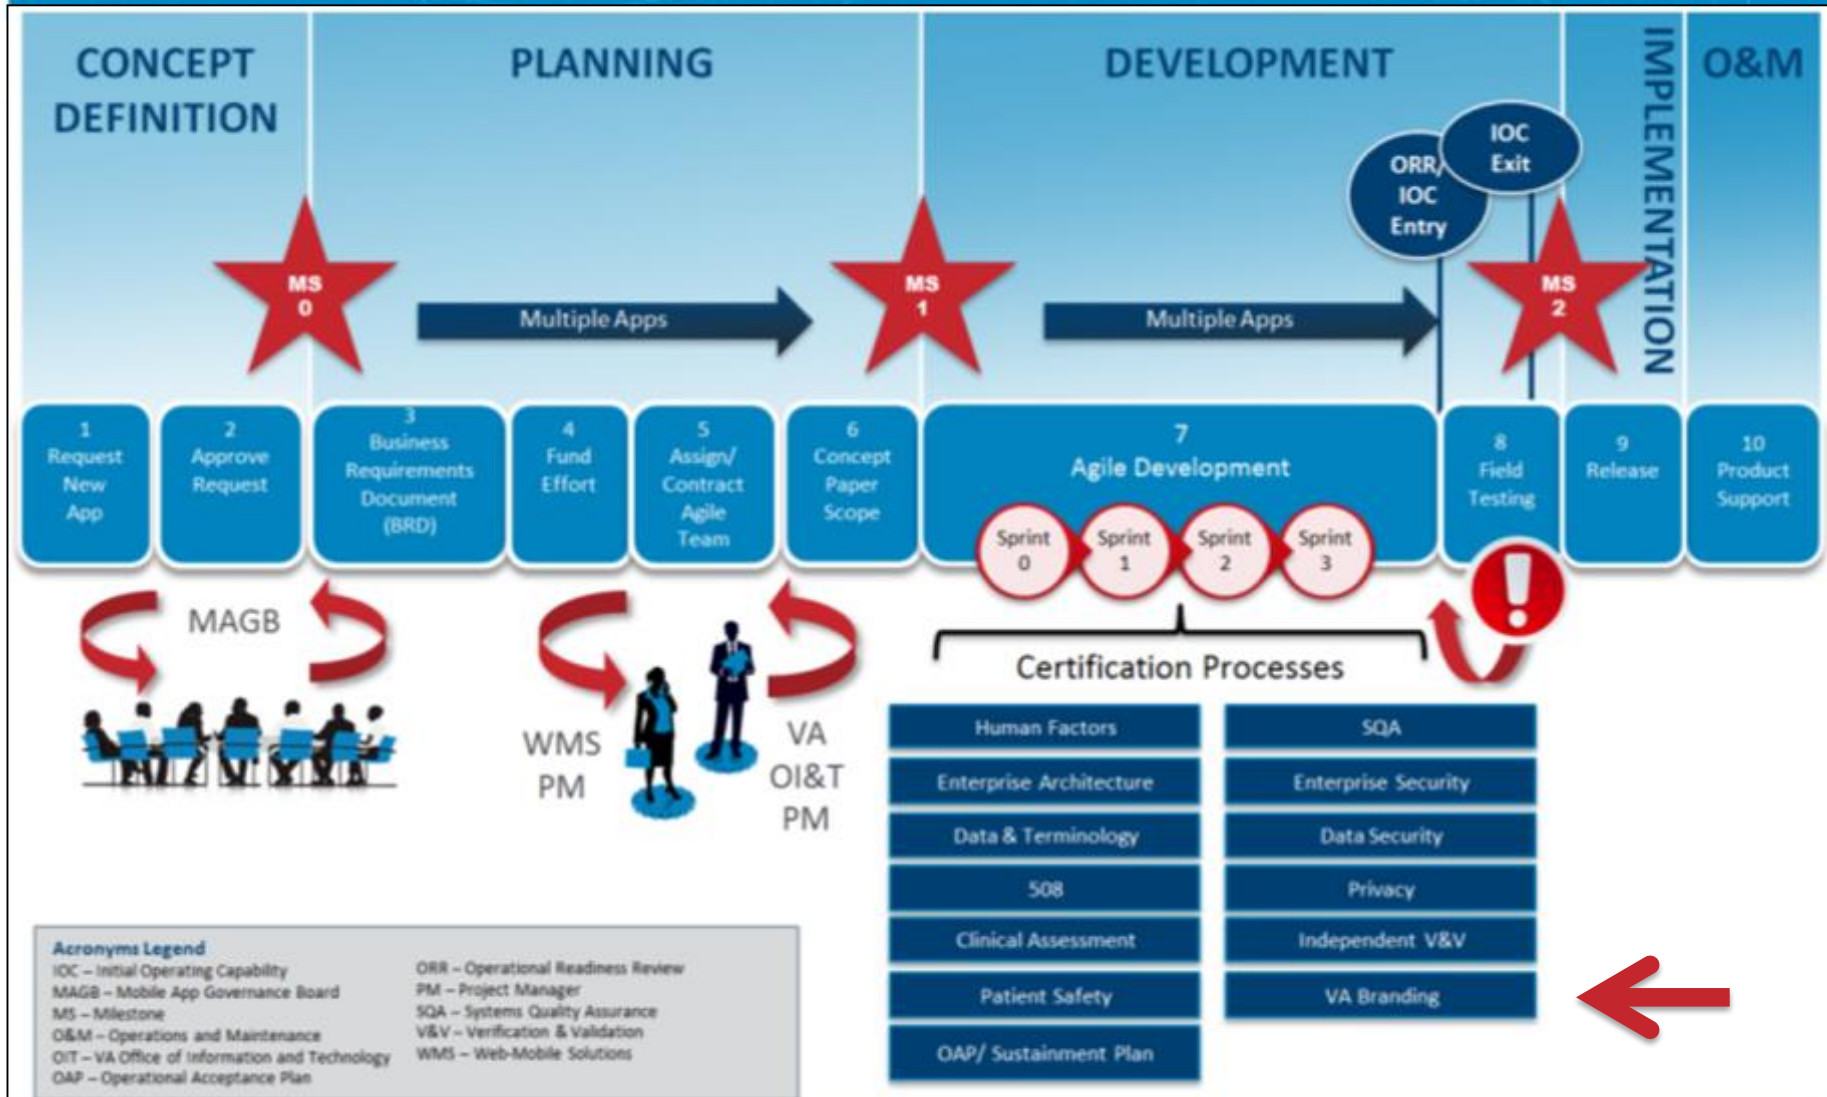 CONCEPT
DEFINITION
PLANNING
DEVELOPMENT
IMPLEMENTATION
O&M
ORR/
IOC
Entry
IOC
Exit
MS
0
Multiple Apps
MS
1
Multiple Apps
MS
2
1
Request
New
App
2
Approve
Request
3
Business
Requirements
Document
(BRD)
4
Fund
Effort
5
Assign/
Contract
Agile
Team
6
Concept
Paper
Scope
7
Agile Development
Sprint
0
Sprint
1
Sprint
2
Sprint
3
8
Field
Testing
9
Release
10
Product
Support
MAGB
WMS
PM
VA
OI&T
PM
!
Certification Processes
Human Factors
Enterprise Architecture
Data & Terminology
508
Clinical Assessment
Patient Safety
OAP/ Sustainment Plan
SQA
Enterprise Security
Data Security
Privacy
Independent V&V
VA Branding
Acronyms Legend
IOC – Initial Operating Capability
MAGB – Mobile App Governance Board
MS – Milestone
O&M – Operations and Maintenance
OIT – VA Office of Information and Technology
OAP – Operational Acceptance Plan
ORR – Operational Readiness Review
PM – Project Manager
SQA – Systems Quality Assurance
V&V – Verification & Validation
WMS – Web-Mobile Solutions